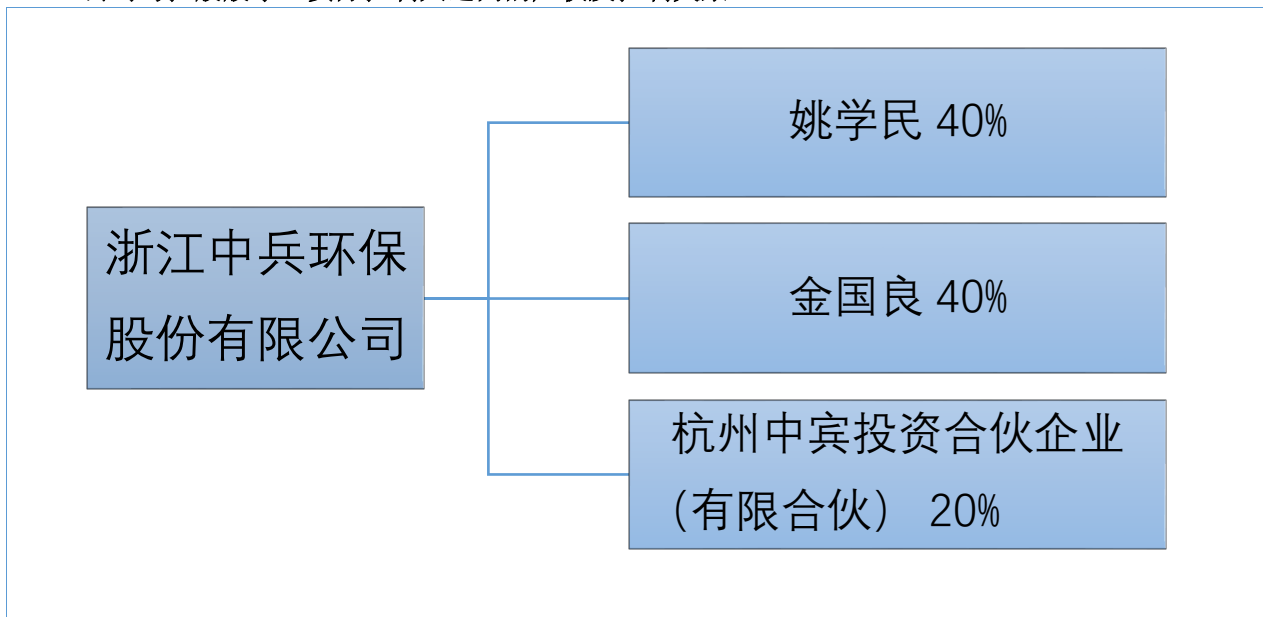 浙江中兵环保
股份有限公司
姚学民 40%
金国良 40%
杭州中宾投资合伙企业
（有限合伙） 20%